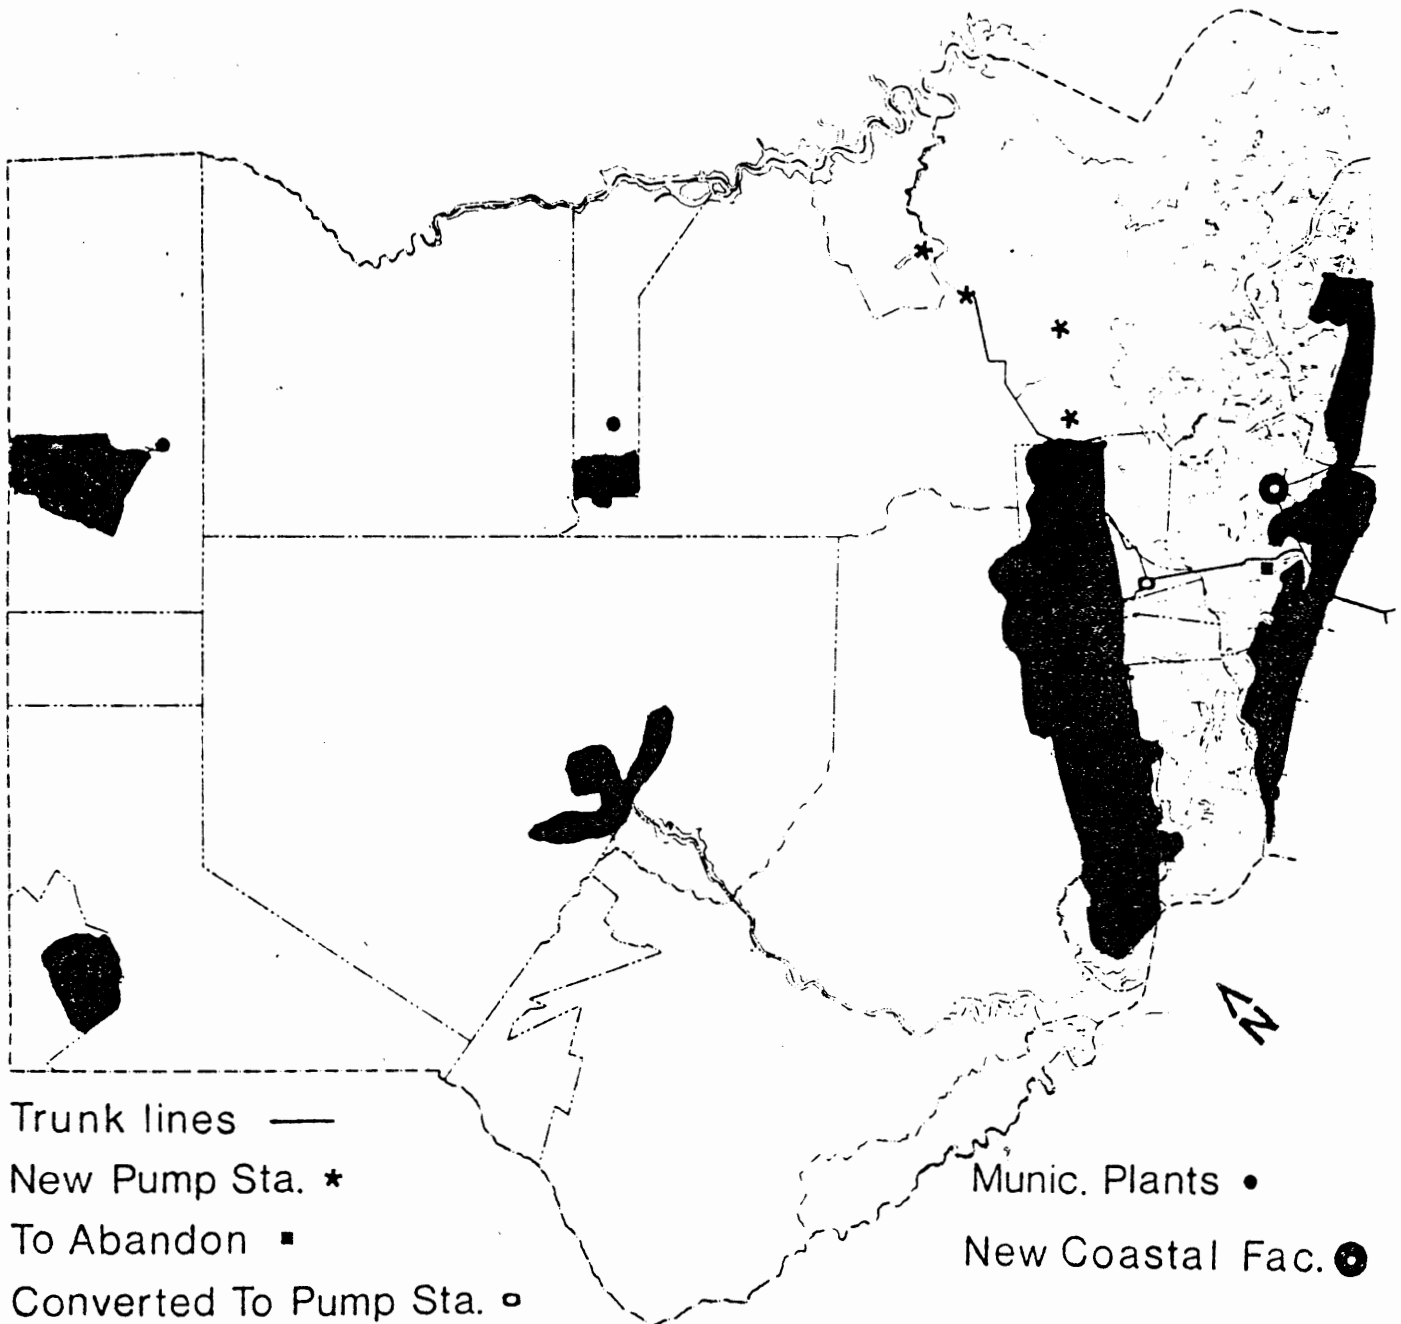 N
Trunk lines
New Pump Sta. *
To Abandon
Converted To Pump Sta.
Munic. Plants
New Coastal Fac.